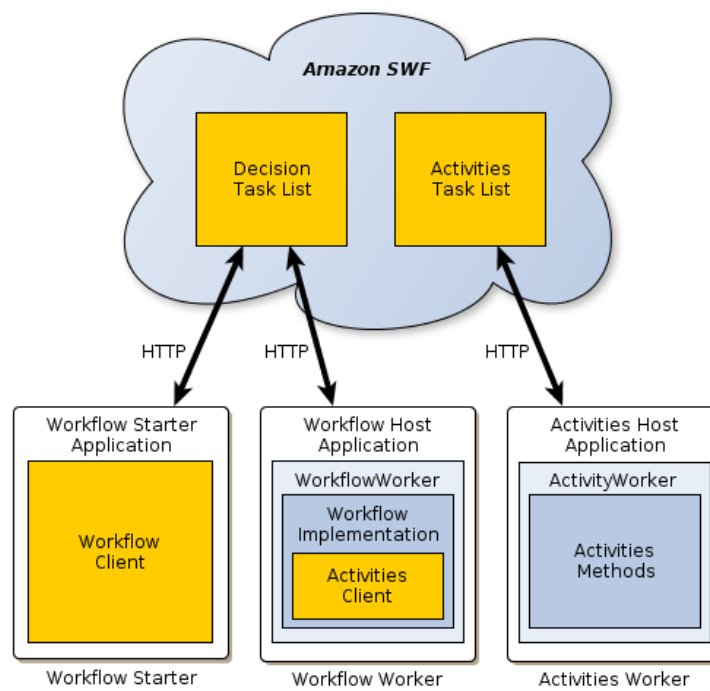 Amazon SWF
Decision
Task List
Activities
Task List
HTTP
HTTP
HTTP
Workflow Starter
Application
Workflow
Client
Workflow Starter
Workflow Host
Application
WorkflowWorker
Workflow
Implementation
Activities
Client
Workflow Worker
Activities Host
Application
ActivityWorker
Activities
Methods
Activities Worker